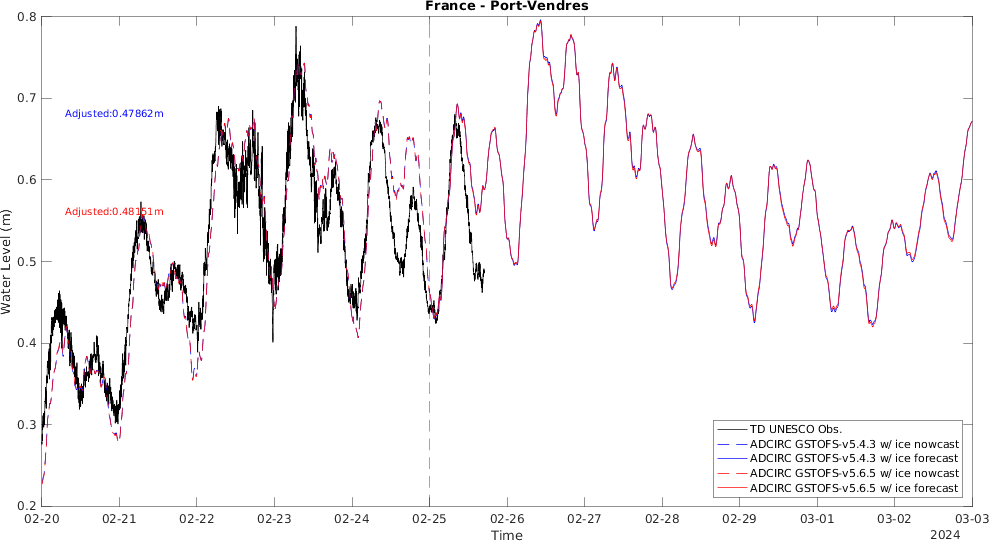 France - Port-Vendres
0.8
0.7
0.6
0.5
0.4
0.3
0.2
Water Level (m)
Adjusted:0.47862m
Adjusted:0.48151m
TD UNESCO Obs.
ADCIRC GSTOFS-v5.4.3 w/ ice nowcast
ADCIRC GSTOFS-v5.4.3 w/ ice forecast
ADCIRC GSTOFS-v5.6.5 w/ ice nowcast
ADCIRC GSTOFS-v5.6.5 w/ ice forecast
02-20 02-21 02-22 02-23 02-24 02-25 02-26 02-27 02-28 02-29 03-01 03-02 03-03
Time
2024